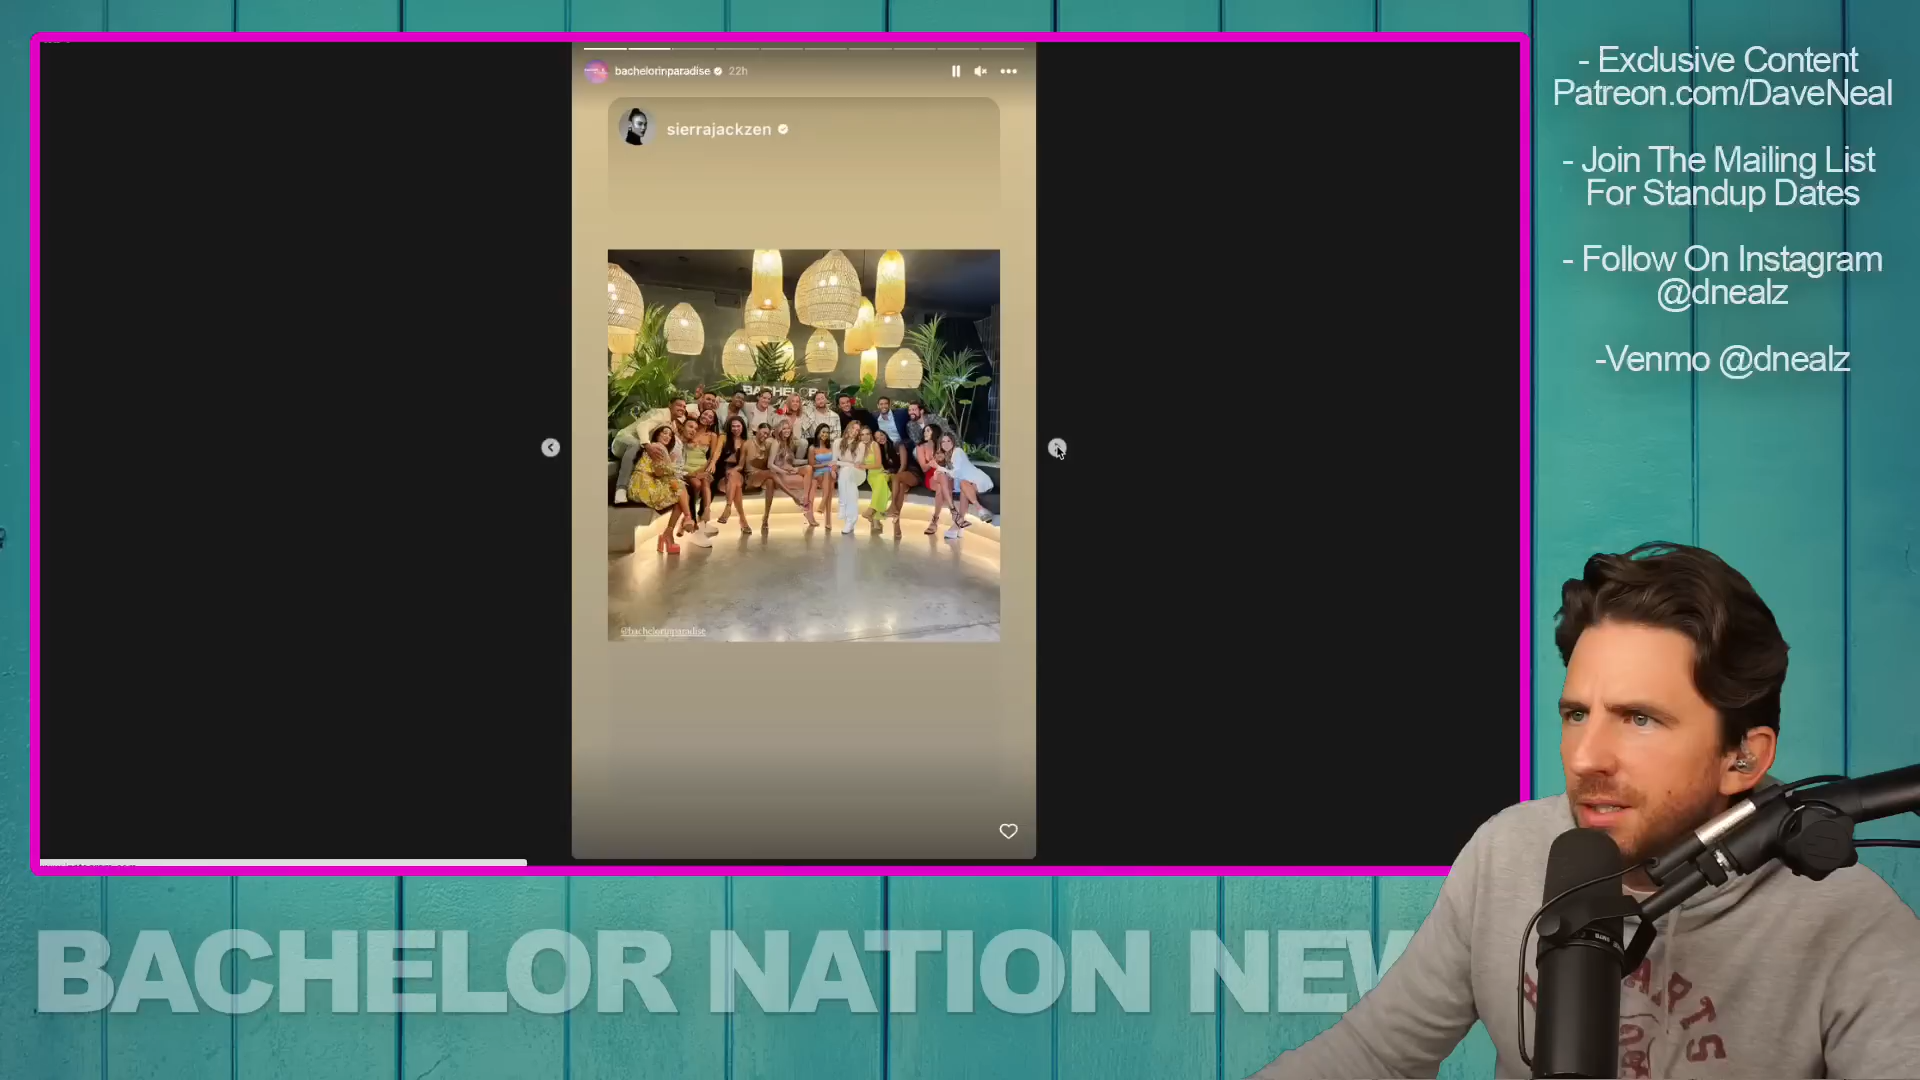 bachelorinparadise 22h
sierrajackzen
BACHELOR
@bachelorinparadise
- Exclusive Content
Patreon.com/DaveNeal
- Join The Mailing List
For Standup Dates
- Follow On Instagram
@dnealz
-Venmo @dnealz
BACHELOR NATION NEW